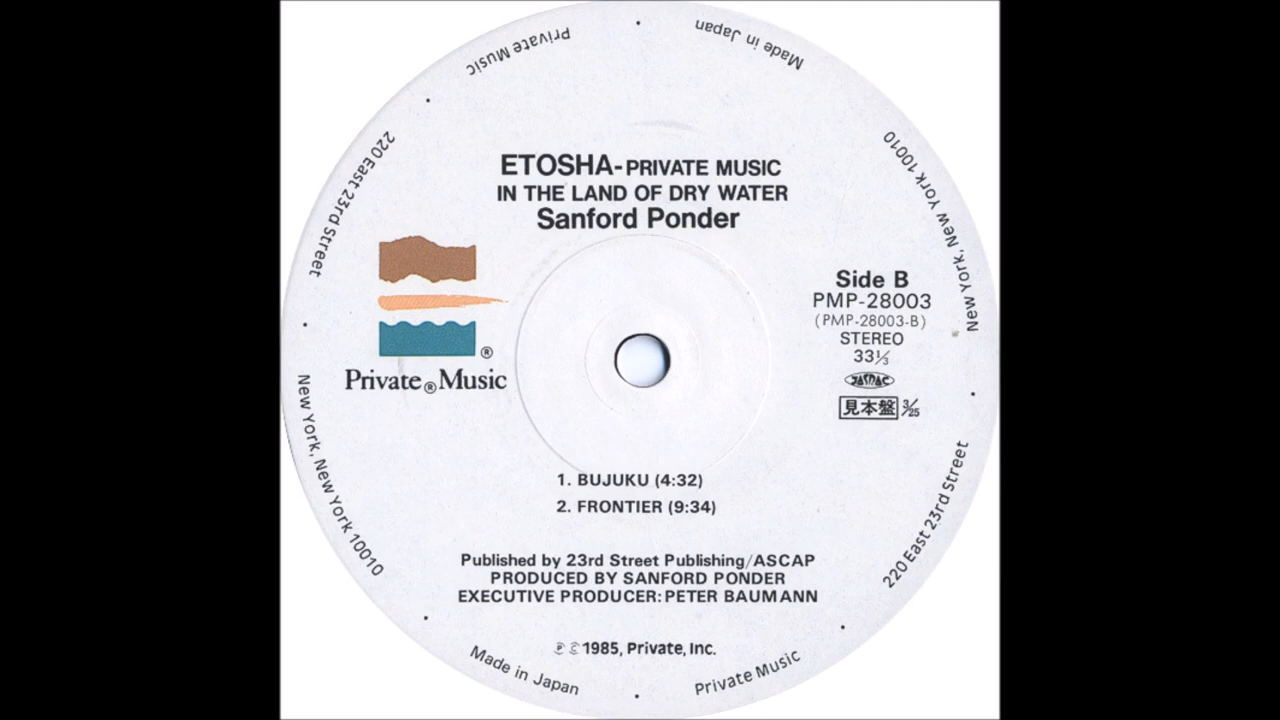 Private Music
Made in Japan
220 East 23rd Street
New York, New York 10010
ETOSHA-PRIVATE MUSIC
IN THE LAND OF DRY WATER
Sanford Ponder
®
Private®Music
Side B
PMP-28003
(PMP-28003-B)
STEREO
33⅓
JASRAC
見本盤 3/25
1. BUJUKU (4:32)
2. FRONTIER (9:34)
Published by 23rd Street Publishing/ASCAP
PRODUCED BY SANFORD PONDER
EXECUTIVE PRODUCER: PETER BAUMANN
℗ © 1985, Private, Inc.
New York, New York 10010
220 East 23rd Street
Made in Japan
Private Music